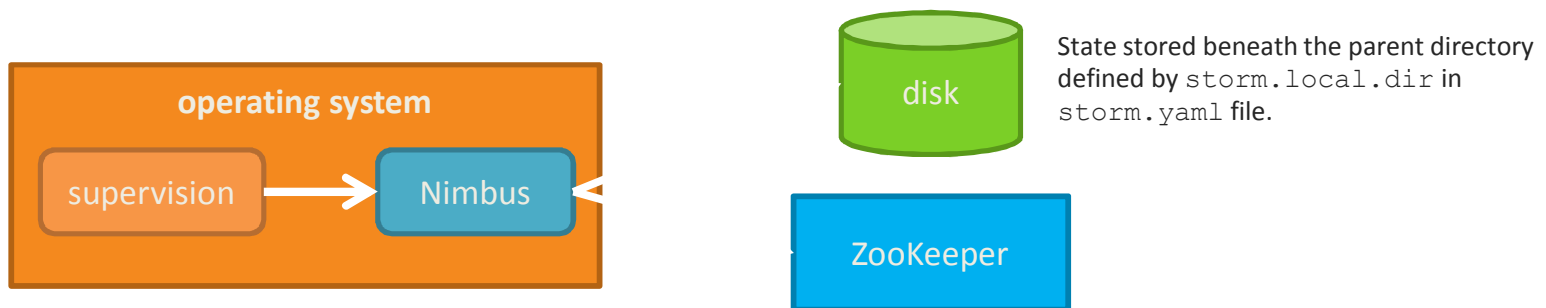 operating system
supervision
Nimbus
disk
State stored beneath the parent directory
defined by storm.local.dir in
storm.yaml file.
ZooKeeper